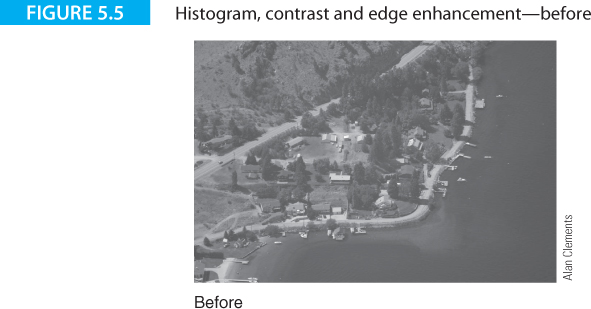 FIGURE 5.5 Histogram, contrast and edge enhancement—before
Alan Clements
Before